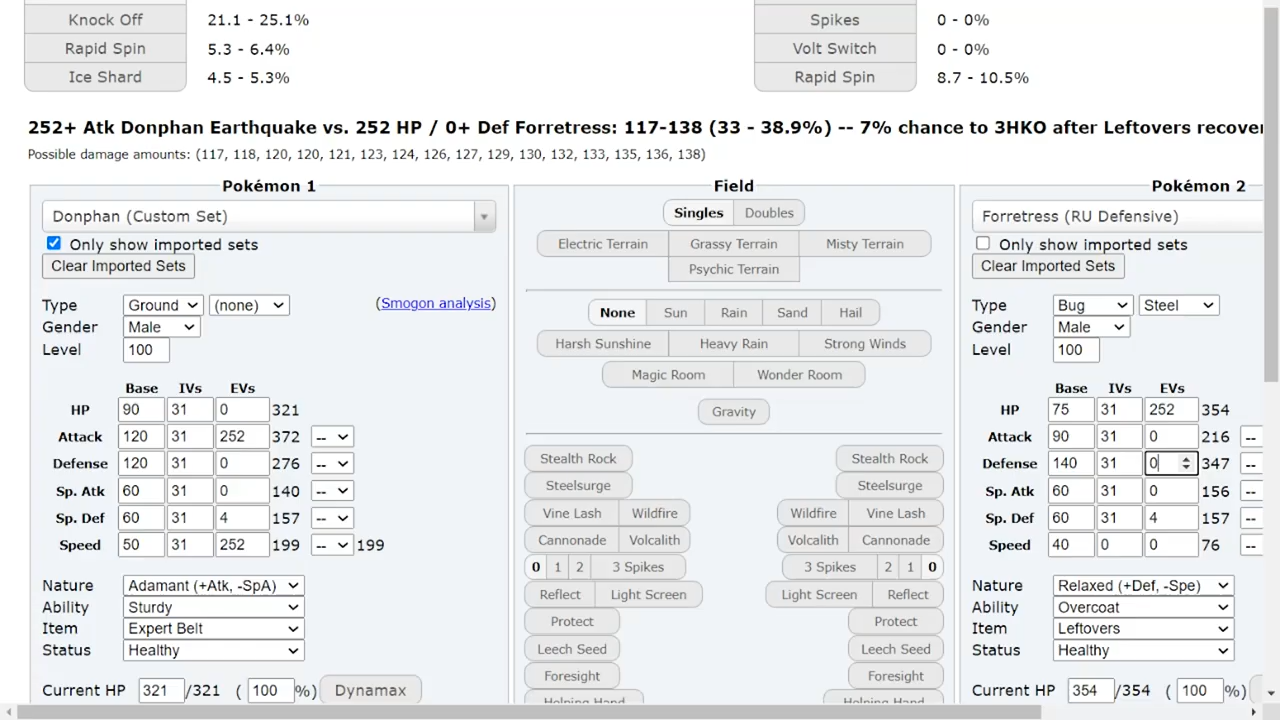 Knock Off 21.1 - 25.1% Spikes 0 - 0%
Rapid Spin 5.3 - 6.4% Volt Switch 0 - 0%
Ice Shard 4.5 - 5.3% Rapid Spin 8.7 - 10.5%
252+ Atk Donphan Earthquake vs. 252 HP / 0+ Def Forretress: 117-138 (33 - 38.9%) -- 7% chance to 3HKO after Leftovers recover
Possible damage amounts: (117, 118, 120, 120, 121, 123, 124, 126, 127, 129, 130, 132, 133, 135, 136, 138)
Pokémon 1
Donphan (Custom Set)
Only show imported sets
Clear Imported Sets
Type Ground (none) (Smogon analysis)
Gender Male
Level 100
Base IVs EVs
HP 90 31 0 321
Attack 120 31 252 372 --
Defense 120 31 0 276 --
Sp. Atk 60 31 0 140 --
Sp. Def 60 31 4 157 --
Speed 50 31 252 199 -- 199
Nature Adamant (+Atk, -SpA)
Ability Sturdy
Item Expert Belt
Status Healthy
Current HP 321 /321 ( 100 %) Dynamax
Field
Singles Doubles
Electric Terrain Grassy Terrain Misty Terrain
Psychic Terrain
None Sun Rain Sand Hail
Harsh Sunshine Heavy Rain Strong Winds
Magic Room Wonder Room
Gravity
Stealth Rock Stealth Rock
Steelsurge Steelsurge
Vine Lash Wildfire Wildfire Vine Lash
Cannonade Volcalith Volcalith Cannonade
0 1 2 3 Spikes 3 Spikes 2 1 0
Reflect Light Screen Light Screen Reflect
Protect Protect
Leech Seed Leech Seed
Foresight Foresight
Helping Hand Helping Hand
Pokémon 2
Forretress (RU Defensive)
Only show imported sets
Clear Imported Sets
Type Bug Steel
Gender Male
Level 100
Base IVs EVs
HP 75 31 252 354
Attack 90 31 0 216 --
Defense 140 31 0 347 --
Sp. Atk 60 31 0 156 --
Sp. Def 60 31 4 157 --
Speed 40 0 0 76 --
Nature Relaxed (+Def, -Spe)
Ability Overcoat
Item Leftovers
Status Healthy
Current HP 354 /354 ( 100 %)